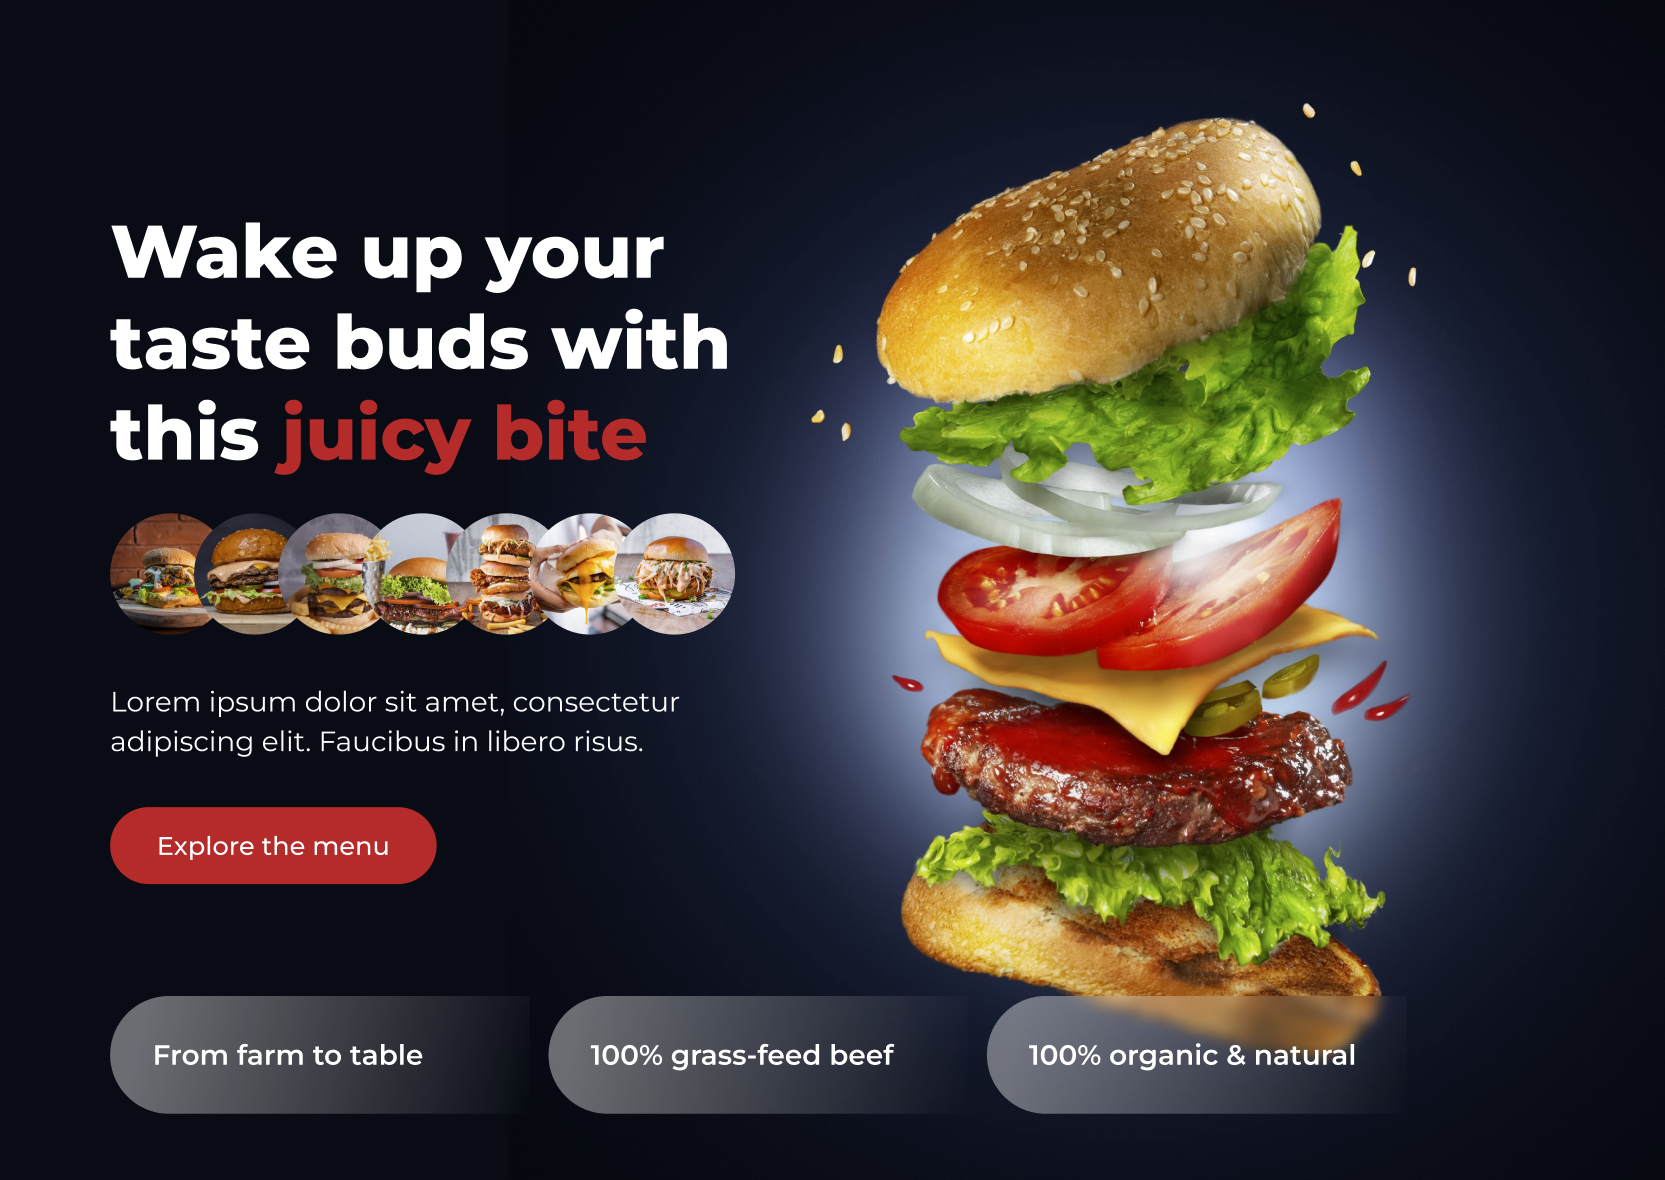 Wake up your
taste buds with
this juicy bite
Lorem ipsum dolor sit amet, consectetur
adipiscing elit. Faucibus in libero risus.
Explore the menu
From farm to table
100% grass-feed beef
100% organic & natural